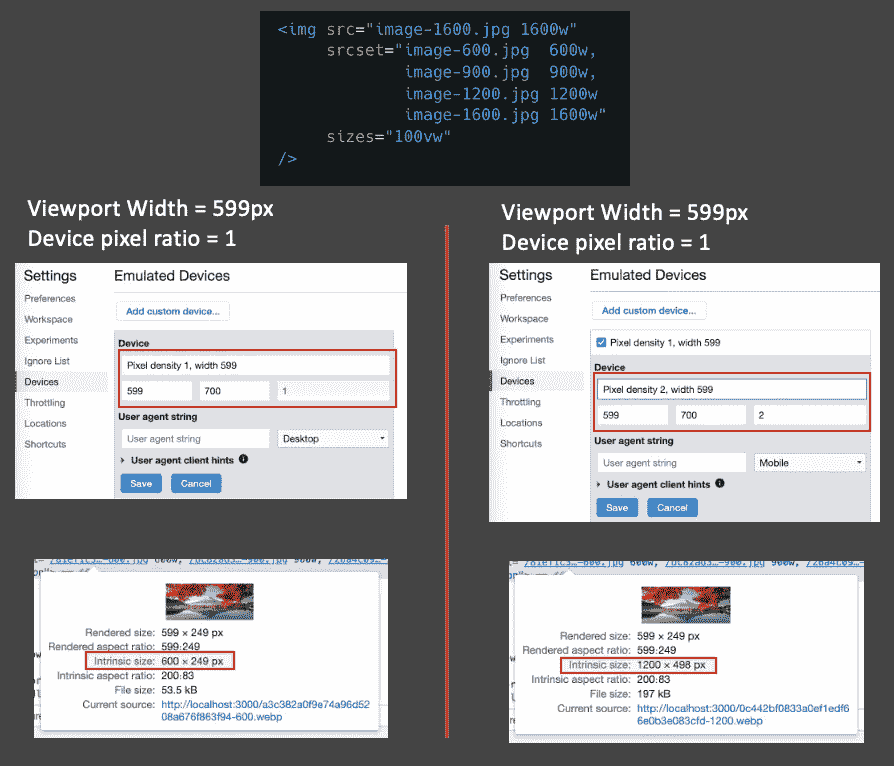 <img src="image-1600.jpg 1600w"
srcset="image-600.jpg 600w,
image-900.jpg 900w,
image-1200.jpg 1200w
image-1600.jpg 1600w"
sizes="100vw"
/>
Viewport Width = 599px
Device pixel ratio = 1
Settings
Preferences
Workspace
Experiments
Ignore List
Devices
Throttling
Locations
Shortcuts
Emulated Devices
Add custom device...
Device
Pixel density 1, width 599
599 700 1
User agent string
User agent string Desktop
User agent client hints
Save Cancel
Rendered size: 599 × 249 px
Rendered aspect ratio: 599:249
Intrinsic size: 600 × 249 px
Intrinsic aspect ratio: 200:83
File size: 53.5 kB
Current source: http://localhost:3000/a3c382a0f9e74a96d52
08a676f863f94-600.webp
Viewport Width = 599px
Device pixel ratio = 1
Settings
Preferences
Workspace
Experiments
Ignore List
Devices
Throttling
Locations
Shortcuts
Emulated Devices
Add custom device...
Pixel density 1, width 599
Device
Pixel density 2, width 599
599 700 2
User agent string
User agent string Mobile
User agent client hints
Save Cancel
Rendered size: 599 × 249 px
Rendered aspect ratio: 599:249
Intrinsic size: 1200 × 498 px
Intrinsic aspect ratio: 200:83
File size: 197 kB
Current source: http://localhost:3000/0c442bf0833a0ef1edf6
6e0b3e083cfd-1200.webp